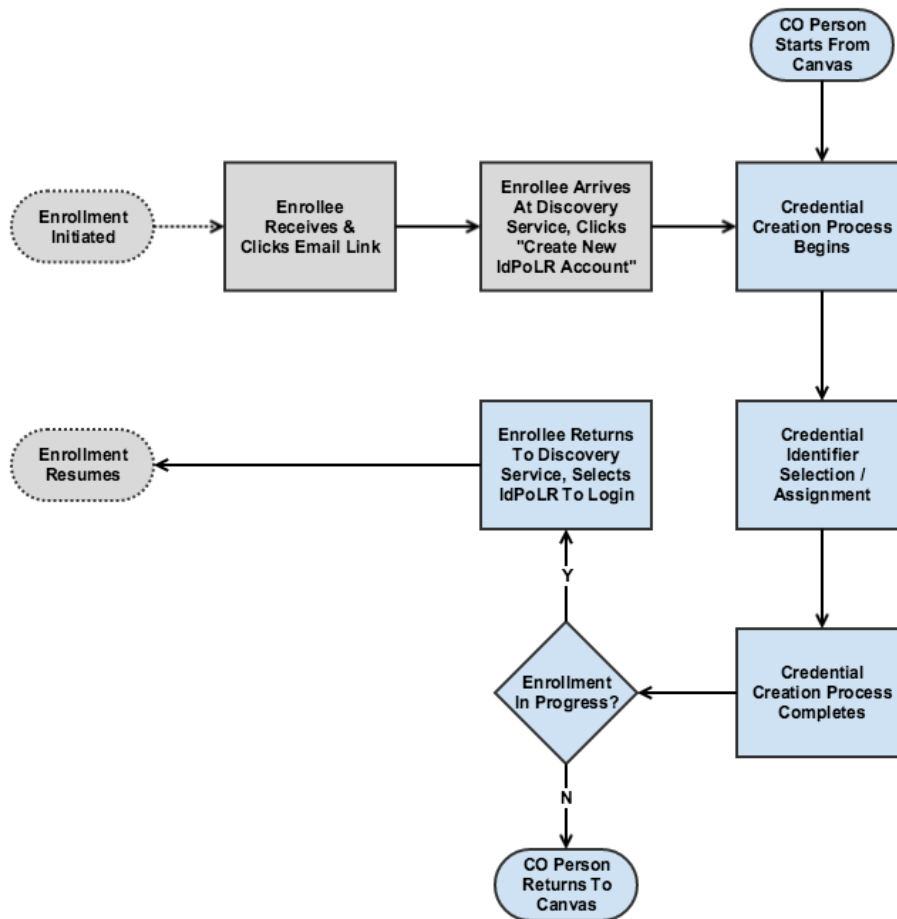 CO Person
Starts From
Canvas
Enrollment
Initiated
Enrollee
Receives &
Clicks Email Link
Enrollee Arrives
At Discovery
Service, Clicks
"Create New
IdPoLR Account"
Credential
Creation Process
Begins
Enrollment
Resumes
Enrollee Returns
To Discovery
Service, Selects
IdPoLR To Login
Credential
Identifier
Selection /
Assignment
Y
Enrollment
In Progress?
Credential
Creation Process
Completes
N
CO Person
Returns To
Canvas